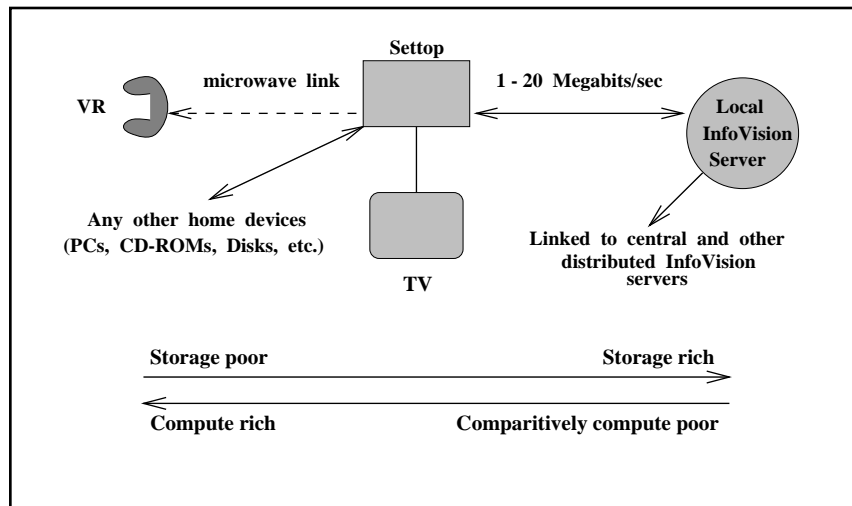 Settop
microwave link
1 - 20 Megabits/sec
VR
Local
InfoVision
Server
Any other home devices
(PCs, CD-ROMs, Disks, etc.)
TV
Linked to central and other
distributed InfoVision
servers
Storage poor
Storage rich
Compute rich
Comparitively compute poor